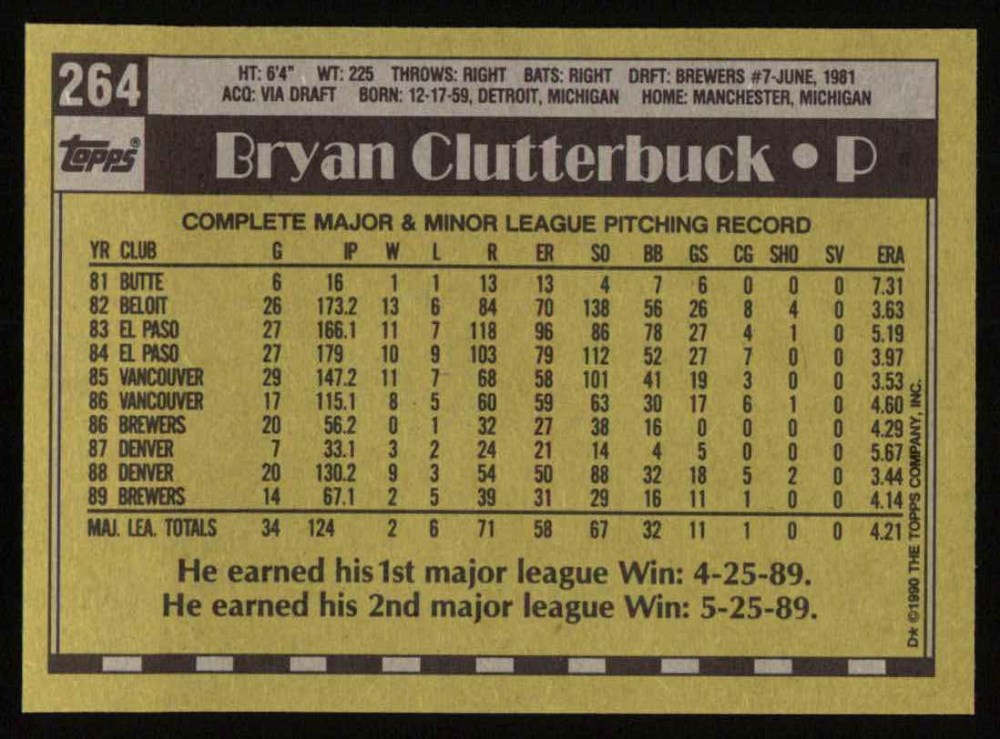 264
HT: 6'4" WT: 225 THROWS: RIGHT BATS: RIGHT DRFT: BREWERS #7-JUNE, 1981
ACQ: VIA DRAFT BORN: 12-17-59, DETROIT, MICHIGAN HOME: MANCHESTER, MICHIGAN
topps®
Bryan Clutterbuck • P
COMPLETE MAJOR & MINOR LEAGUE PITCHING RECORD
YR CLUB G IP W L R ER SO BB GS CG SHO SV ERA
81 BUTTE 6 16 1 1 13 13 4 7 6 0 0 0 7.31
82 BELOIT 26 173.2 13 6 84 70 138 56 26 8 4 0 3.63
83 EL PASO 27 166.1 11 7 118 96 86 78 27 4 1 0 5.19
84 EL PASO 27 179 10 9 103 79 112 52 27 7 0 0 3.97
85 VANCOUVER 29 147.2 11 7 68 58 101 41 19 3 0 0 3.53
86 VANCOUVER 17 115.1 8 5 60 59 63 30 17 6 1 0 4.60
86 BREWERS 20 56.2 0 1 32 27 38 16 0 0 0 0 4.29
87 DENVER 7 33.1 3 2 24 21 14 4 5 0 0 0 5.67
88 DENVER 20 130.2 9 3 54 50 88 32 18 5 2 0 3.44
89 BREWERS 14 67.1 2 5 39 31 29 16 11 1 0 0 4.14
MAJ. LEA. TOTALS 34 124 2 6 71 58 67 32 11 1 0 0 4.21
He earned his 1st major league Win: 4-25-89.
He earned his 2nd major league Win: 5-25-89.
D★ ©1990 THE TOPPS COMPANY, INC.